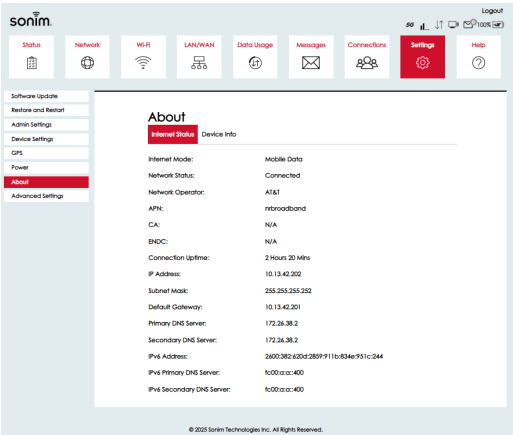 Logout
sonim.
5G 100%
Status Network Wi-Fi LAN/WAN Data Usage Messages Connections Settings Help
Software Update
Restore and Restart
Admin Settings
Device Settings
GPS
Power
About
Advanced Settings
About
Internet Status Device Info
Internet Mode: Mobile Data
Network Status: Connected
Network Operator: AT&T
APN: nrbroadband
CA: N/A
ENDC: N/A
Connection Uptime: 2 Hours 20 Mins
IP Address: 10.13.42.202
Subnet Mask: 255.255.255.252
Default Gateway: 10.13.42.201
Primary DNS Server: 172.26.38.2
Secondary DNS Server: 172.26.38.2
IPv6 Address: 2600:382:620d:2859:911b:834e:951c:244
IPv6 Primary DNS Server: fc00:a:a::400
IPv6 Secondary DNS Server: fc00:a:a::400
© 2025 Sonim Technologies Inc. All Rights Reserved.